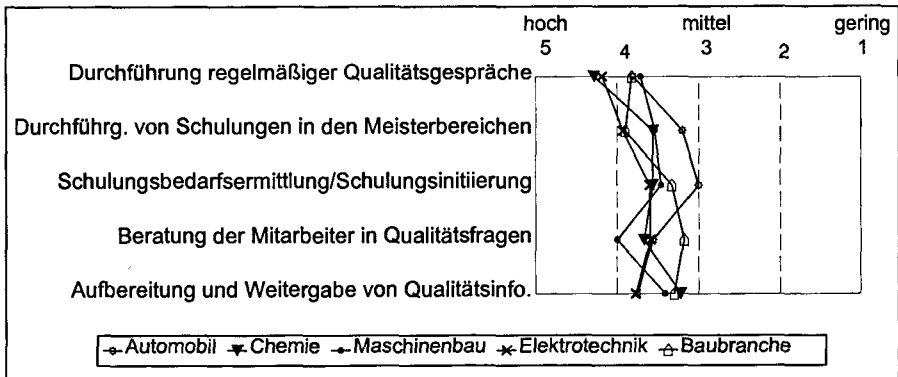 hoch mittel gering
5 4 3 2 1
Durchführung regelmäßiger Qualitätsgespräche
Durchführg. von Schulungen in den Meisterbereichen
Schulungsbedarfsermittlung/Schulungsinitiierung
Beratung der Mitarbeiter in Qualitätsfragen
Aufbereitung und Weitergabe von Qualitätsinfo.
Automobil Chemie Maschinenbau Elektrotechnik Baubranche